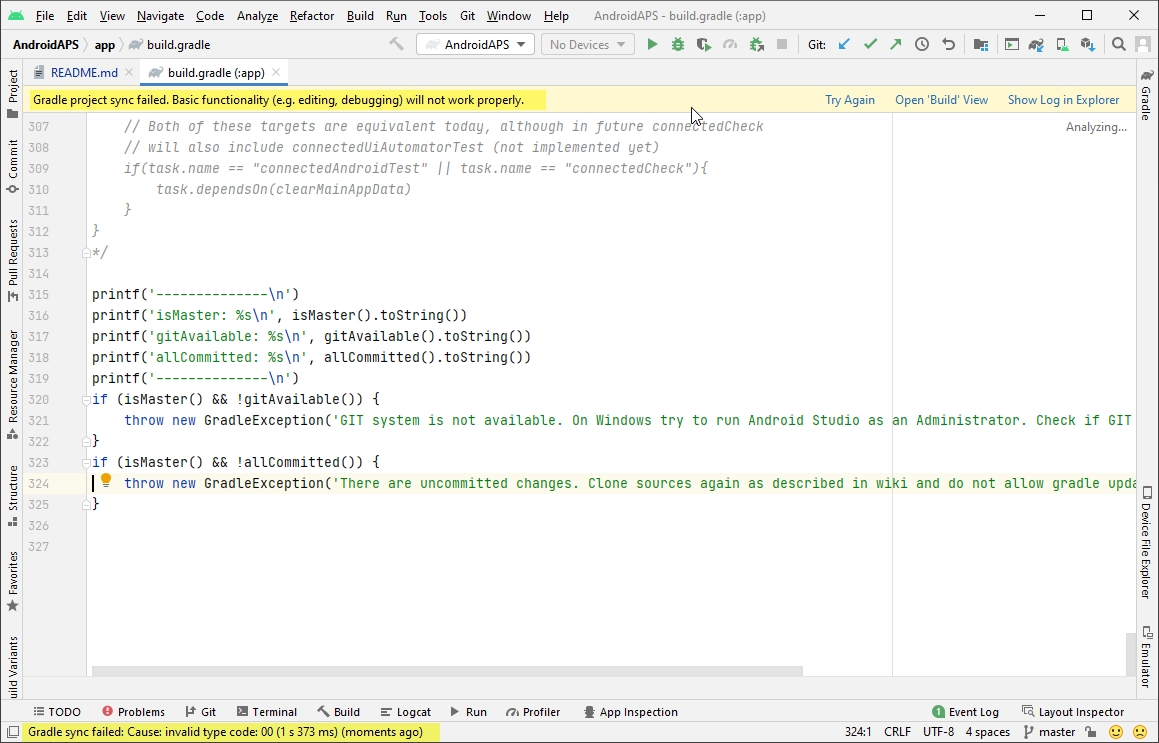 File Edit View Navigate Code Analyze Refactor Build Run Tools Git Window Help AndroidAPS - build.gradle (:app)
AndroidAPS app build.gradle AndroidAPS No Devices Git:
README.md build.gradle (:app)
Gradle project sync failed. Basic functionality (e.g. editing, debugging) will not work properly. Try Again Open 'Build' View Show Log in Explorer
Analyzing...
307 // Both of these targets are equivalent today, although in future connectedCheck
308 // will also include connectedUiAutomatorTest (not implemented yet)
309 if(task.name == "connectedAndroidTest" || task.name == "connectedCheck"){
310 task.dependsOn(clearMainAppData)
311 }
312 }
313 */
314
315 printf('--------------\n')
316 printf('isMaster: %s\n', isMaster().toString())
317 printf('gitAvailable: %s\n', gitAvailable().toString())
318 printf('allCommitted: %s\n', allCommitted().toString())
319 printf('--------------\n')
320 if (isMaster() && !gitAvailable()) {
321 throw new GradleException('GIT system is not available. On Windows try to run Android Studio as an Administrator. Check if GIT
322 }
323 if (isMaster() && !allCommitted()) {
324 throw new GradleException('There are uncommitted changes. Clone sources again as described in wiki and do not allow gradle upda
325 }
326
327
Project
Commit
Pull Requests
Resource Manager
Structure
Favorites
uild Variants
Gradle
Device File Explorer
Emulator
TODO Problems Git Terminal Build Logcat Run Profiler App Inspection 1 Event Log Layout Inspector
Gradle sync failed: Cause: invalid type code: 00 (1 s 373 ms) (moments ago) 324:1 CRLF UTF-8 4 spaces master